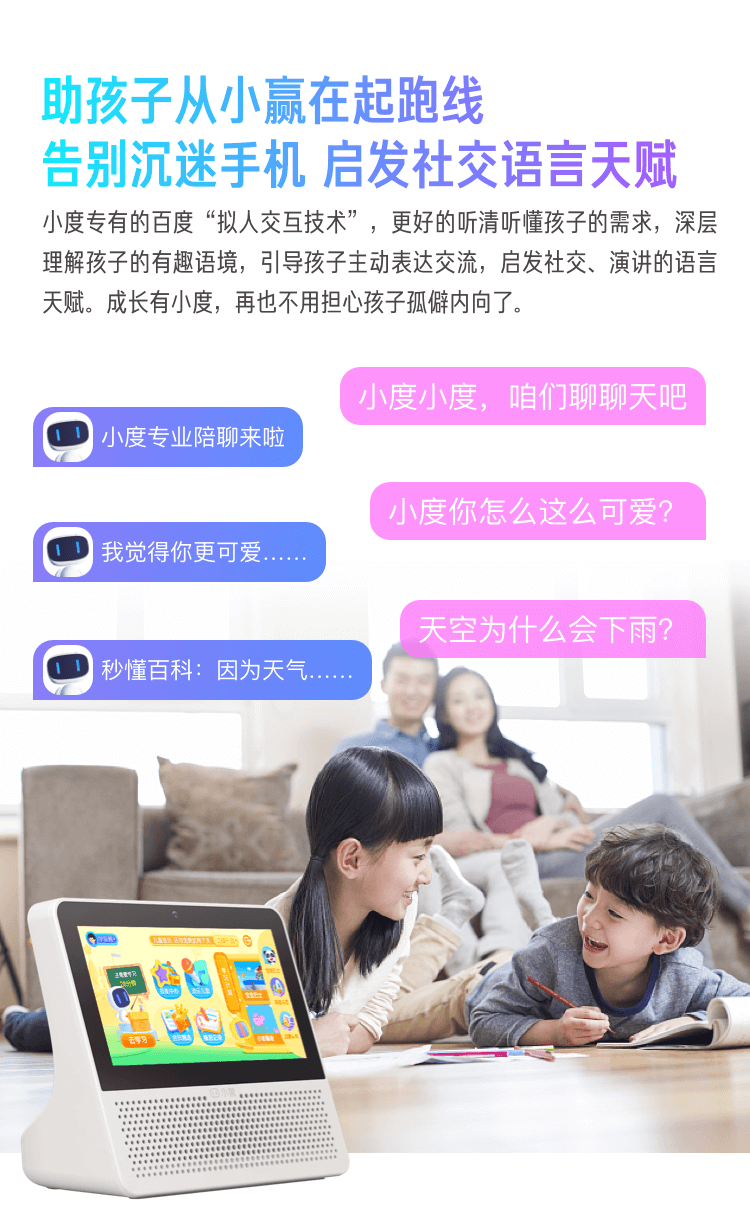 助孩子从小赢在起跑线
告别沉迷手机 启发社交语言天赋
小度专有的百度“拟人交互技术”，更好的听清听懂孩子的需求，深层
理解孩子的有趣语境，引导孩子主动表达交流，启发社交、演讲的语言
天赋。成长有小度，再也不用担心孩子孤僻内向了。
小度小度，咱们聊聊天吧
小度专业陪聊来啦
小度你怎么这么可爱？
我觉得你更可爱……
天空为什么会下雨？
秒懂百科：因为天气……
去学习